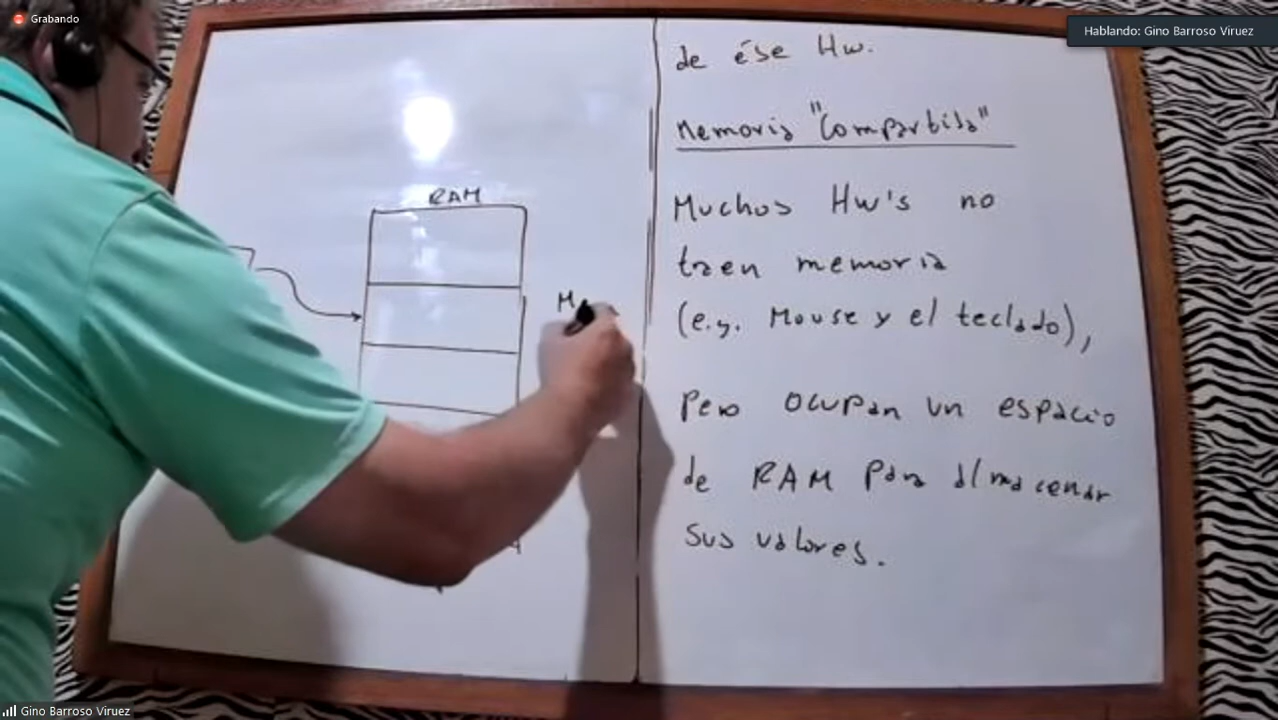 Grabando
Hablando: Gino Barroso Viruez
RAM
de ése Hw.
Memoria "Compartida"
Muchos Hw's no
traen memoria
(e.g. Mouse y el teclado),
Pero ocupan un espacio
de RAM para almacenar
sus valores.
Gino Barroso Viruez